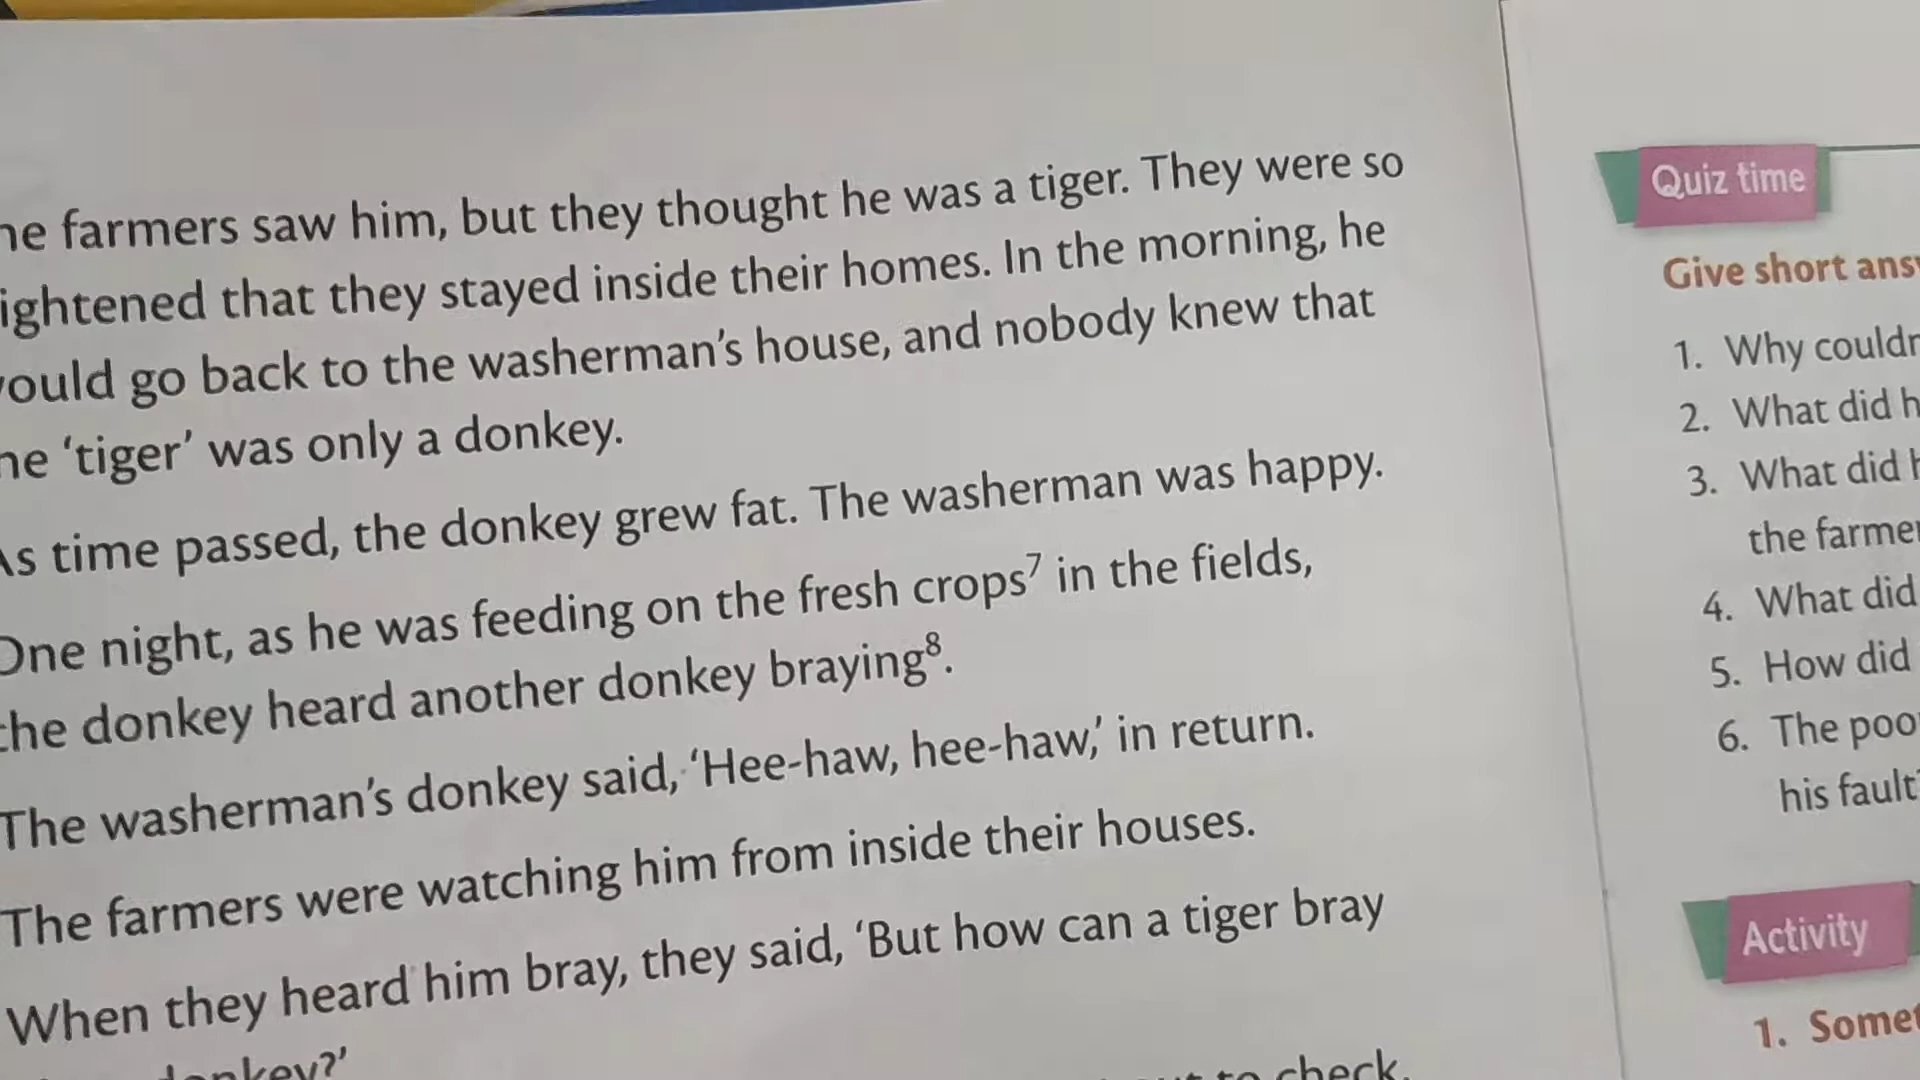 he farmers saw him, but they thought he was a tiger. They were so
ightened that they stayed inside their homes. In the morning, he
ould go back to the washerman's house, and nobody knew that
he 'tiger' was only a donkey.
As time passed, the donkey grew fat. The washerman was happy.
One night, as he was feeding on the fresh crops⁷ in the fields,
the donkey heard another donkey braying⁸.
The washerman's donkey said, 'Hee-haw, hee-haw,' in return.
The farmers were watching him from inside their houses.
When they heard him bray, they said, 'But how can a tiger bray
donkey?'
to check.
Quiz time
Give short ans
1. Why couldn
2. What did h
3. What did h
the farmer
4. What did
5. How did
6. The poo
his fault
Activity
1. Somet